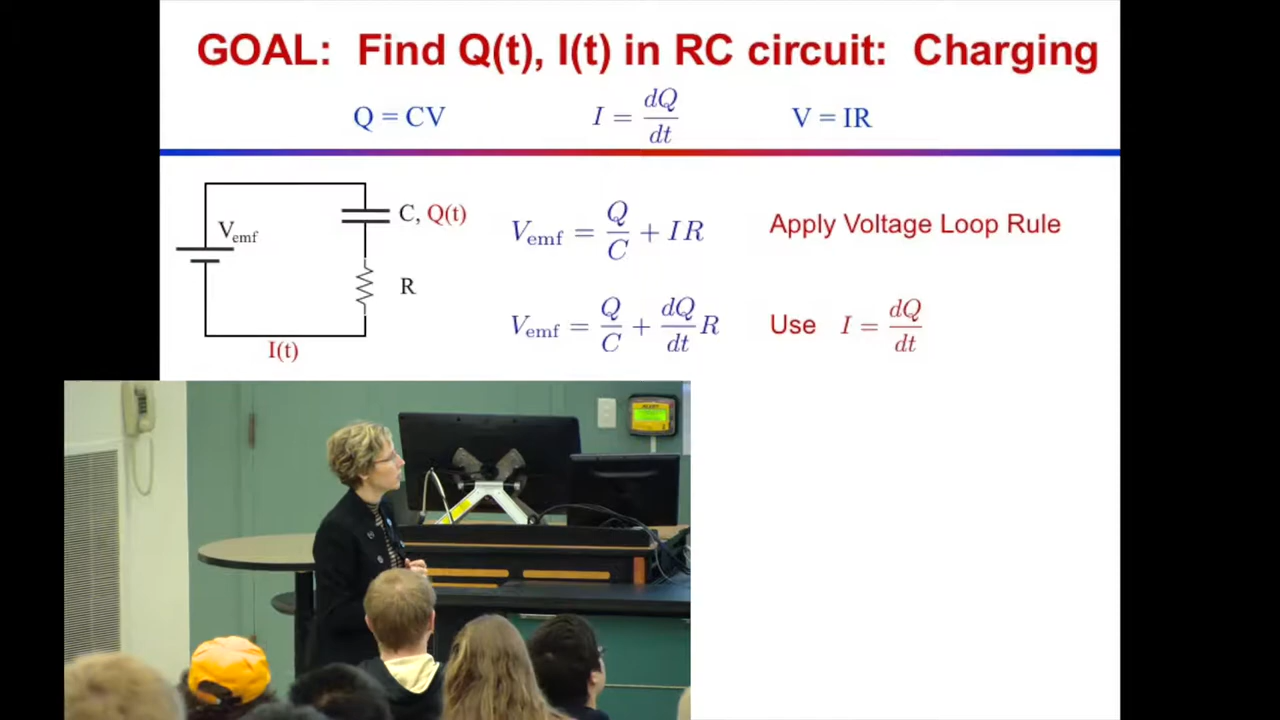 GOAL: Find Q(t), I(t) in RC circuit: Charging
Q = CV
I = dQ/dt
V = IR
V_emf
C, Q(t)
R
I(t)
V_emf = Q/C + IR
Apply Voltage Loop Rule
V_emf = Q/C + dQ/dt R
Use I = dQ/dt